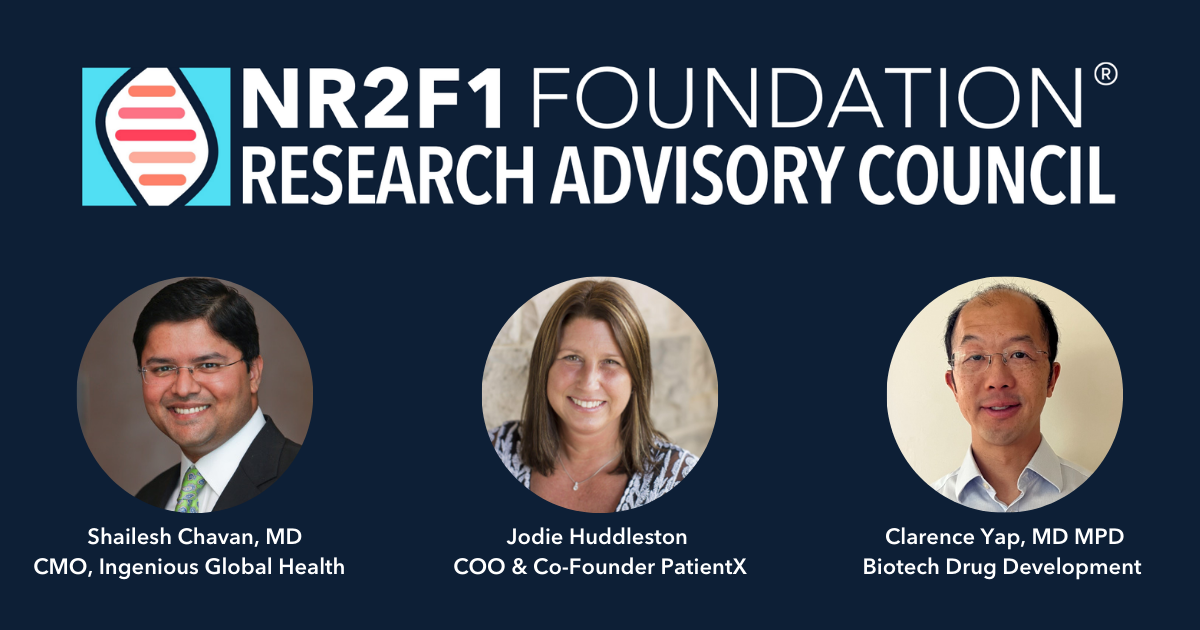 NR2F1 FOUNDATION®
RESEARCH ADVISORY COUNCIL
Shailesh Chavan, MD
CMO, Ingenious Global Health
Jodie Huddleston
COO & Co-Founder PatientX
Clarence Yap, MD MPD
Biotech Drug Development